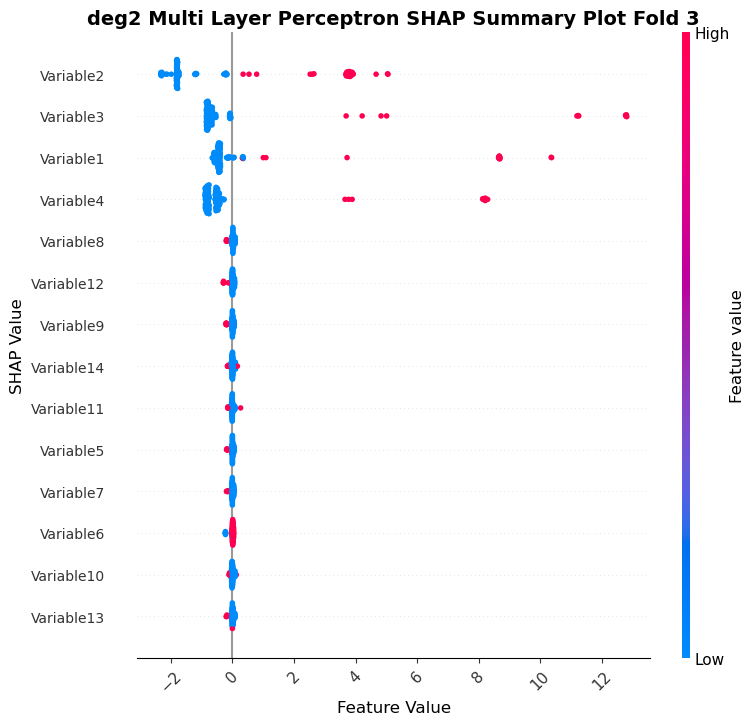 deg2 Multi Layer Perceptron SHAP Summary Plot Fold 3
High
Variable2
Variable3
Variable1
Variable4
Variable8
Variable12
Variable9
Variable14
Variable11
Variable5
Variable7
Variable6
Variable10
Variable13
SHAP Value
Feature value
Low
−2
0
2
4
6
8
10
12
Feature Value